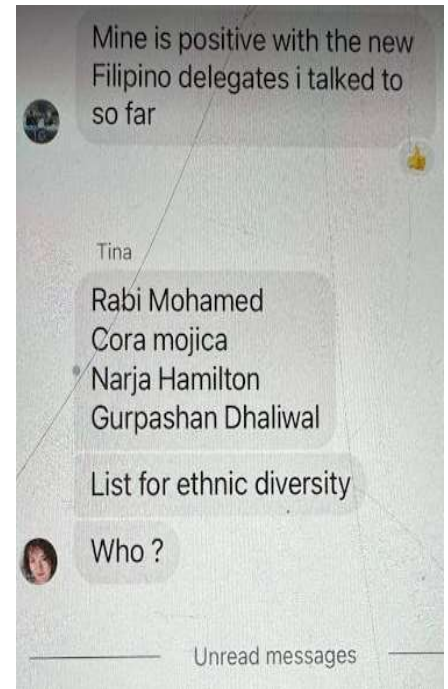 Mine is positive with the new
Filipino delegates i talked to
so far
Tina
Rabi Mohamed
Cora mojica
Narja Hamilton
Gurpashan Dhaliwal
List for ethnic diversity
Who ?
Unread messages